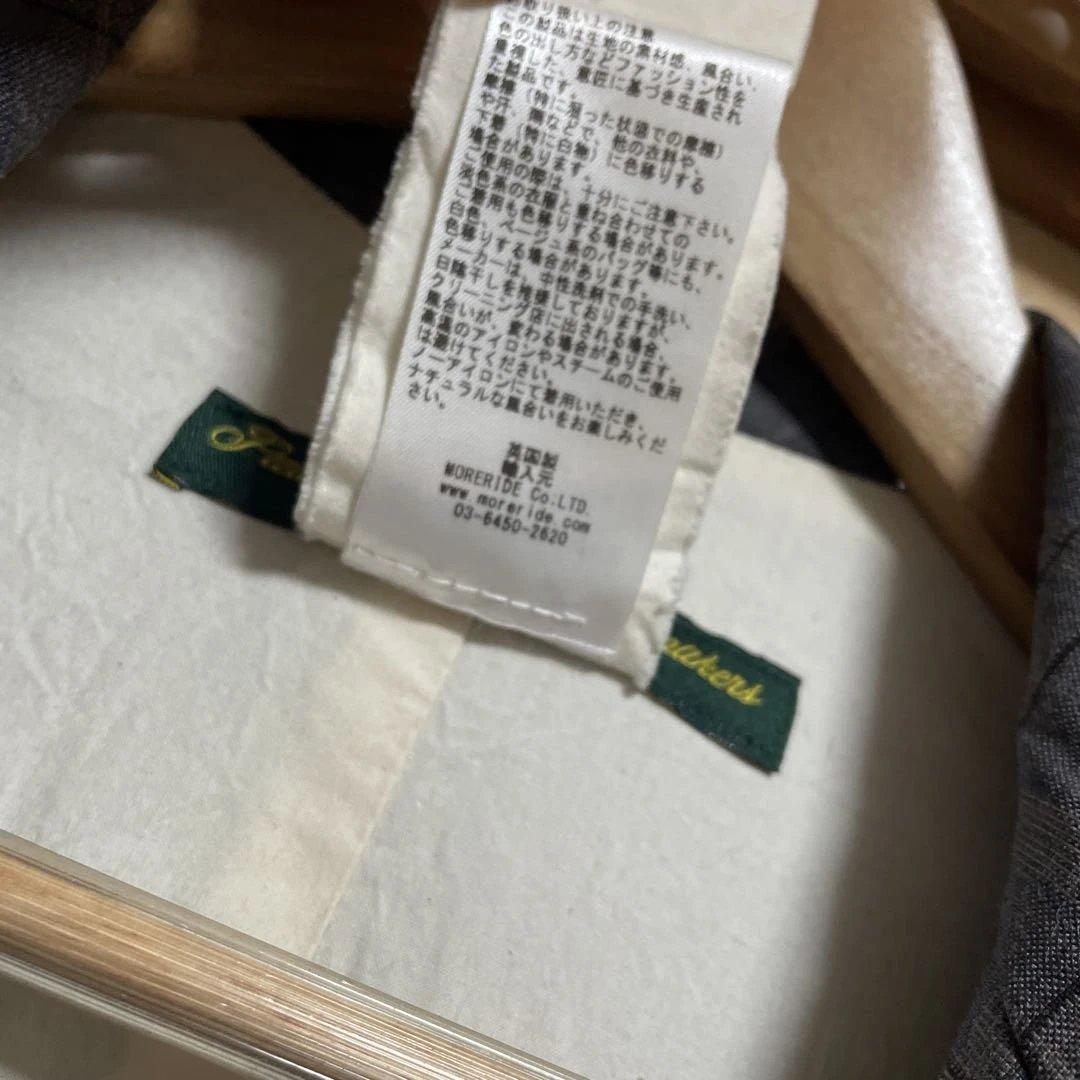 取り扱い上の注意
この製品は生地の素材感、風合い、
色の出し方などファッション性を
重視した、意匠に基づき生産され
た製品です。
摩擦(特に湿った状態での摩擦)
や汗、雨などで、他の衣料や、
下着(特に白物)に色移りする
場合があります。
ご使用の際は、十分にご注意下さい。
淡色系の衣服と重ね合わせての
ご着用も色移りする場合があります。
白色、ベージュ系のバッグ等にも、
色移りする場合があります。
メーカーは、中性洗剤での手洗い、
日陰干しを推奨しておりますが、
クリーニング店に出される場合、
風合いが、変わる場合があります。
高温のアイロンやスチームのご使用
は避けてください。
ノーアイロンにて着用いただき、
ナチュラルな風合いをお楽しみくだ
さい。
英国製
輸入元
MORERIDE Co.LTD.
www.moreride.com
03-6450-2620
makers